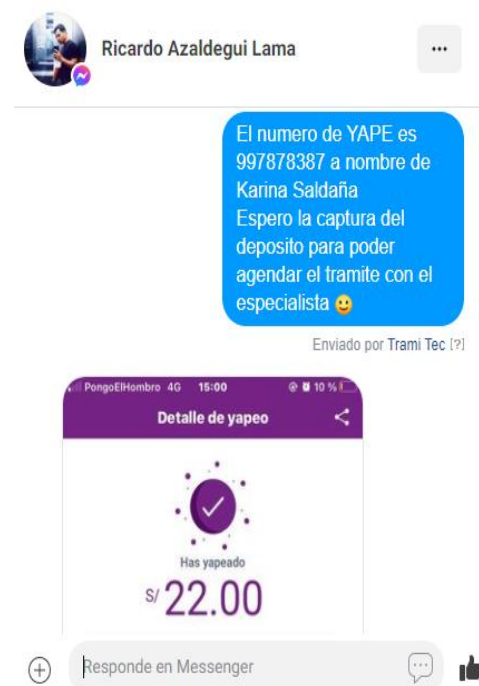 Ricardo Azaldegui Lama
El numero de YAPE es
997878387 a nombre de
Karina Saldaña
Espero la captura del
deposito para poder
agendar el tramite con el
especialista 🙂
Enviado por Trami Tec [?]
PongoElHombro 4G 15:00 10 %
Detalle de yapeo
Has yapeado
S/ 22.00
Responde en Messenger